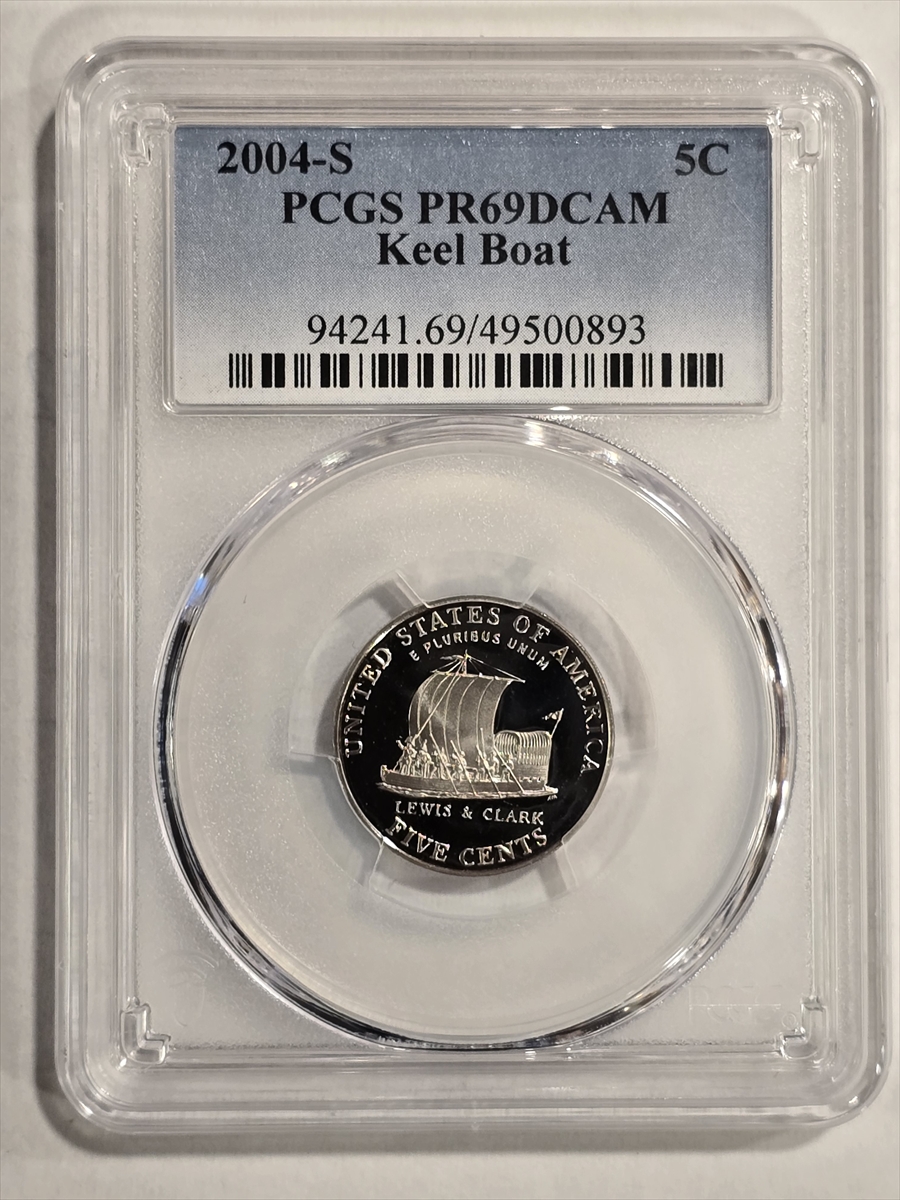 2004-S 5C
PCGS PR69DCAM
Keel Boat
94241.69/49500893
UNITED STATES OF AMERICA
E PLURIBUS UNUM
LEWIS & CLARK
FIVE CENTS